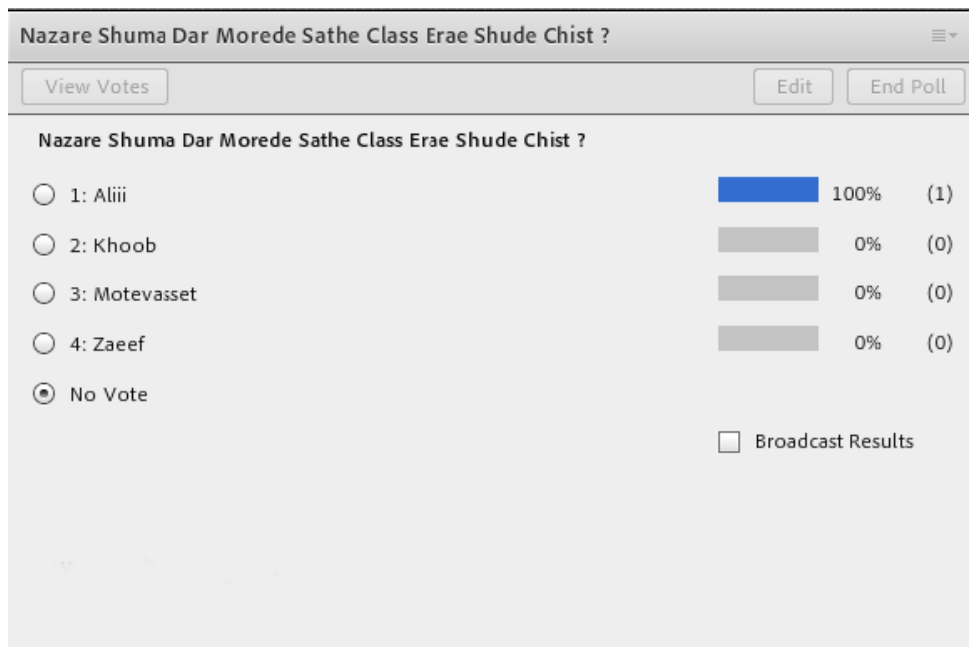 Nazare Shuma Dar Morede Sathe Class Erae Shude Chist ?
View Votes Edit End Poll
Nazare Shuma Dar Morede Sathe Class Erae Shude Chist ?
1: Aliii 100% (1)
2: Khoob 0% (0)
3: Motevasset 0% (0)
4: Zaeef 0% (0)
No Vote
Broadcast Results